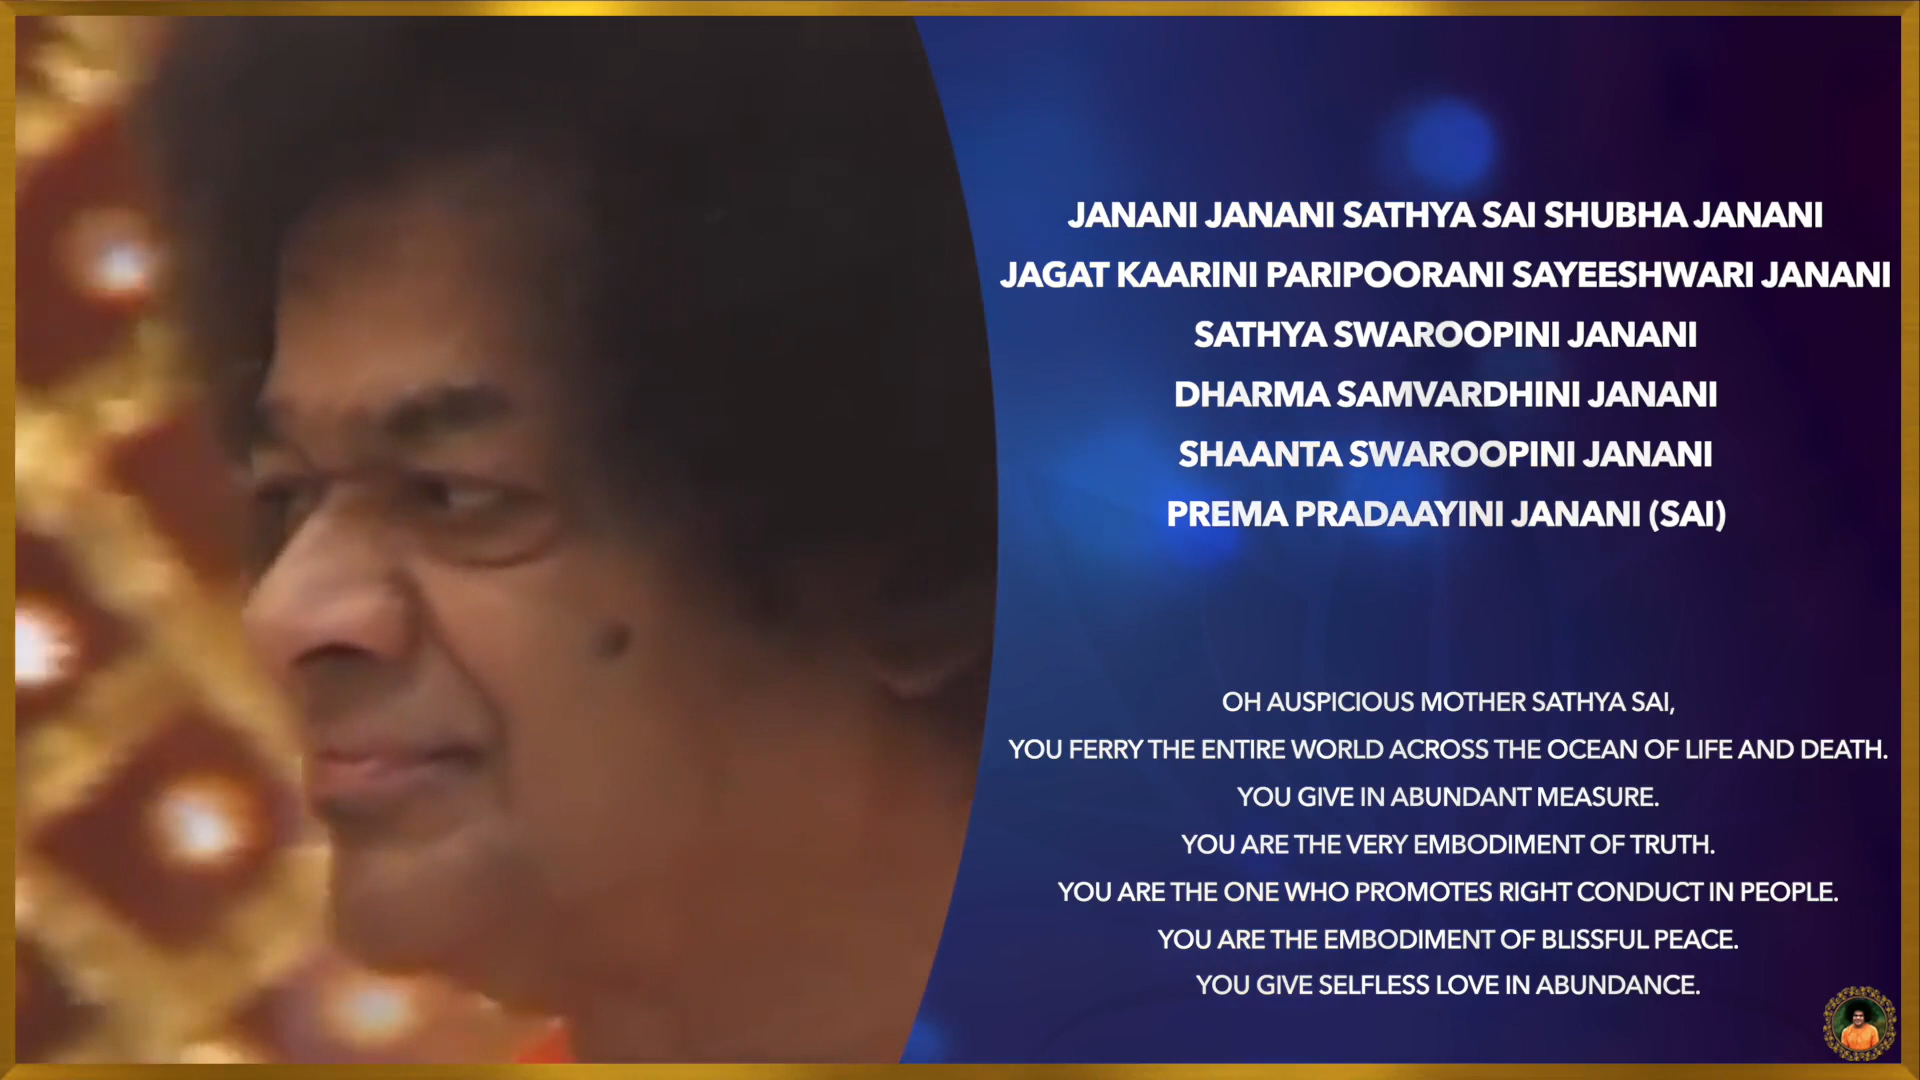 JANANI JANANI SATHYA SAI SHUBHA JANANI
JAGAT KAARINI PARIPOORANI SAYEESHWARI JANANI
SATHYA SWAROOPINI JANANI
DHARMA SAMVARDHINI JANANI
SHAANTA SWAROOPINI JANANI
PREMA PRADAAYINI JANANI (SAI)
OH AUSPICIOUS MOTHER SATHYA SAI,
YOU FERRY THE ENTIRE WORLD ACROSS THE OCEAN OF LIFE AND DEATH.
YOU GIVE IN ABUNDANT MEASURE.
YOU ARE THE VERY EMBODIMENT OF TRUTH.
YOU ARE THE ONE WHO PROMOTES RIGHT CONDUCT IN PEOPLE.
YOU ARE THE EMBODIMENT OF BLISSFUL PEACE.
YOU GIVE SELFLESS LOVE IN ABUNDANCE.